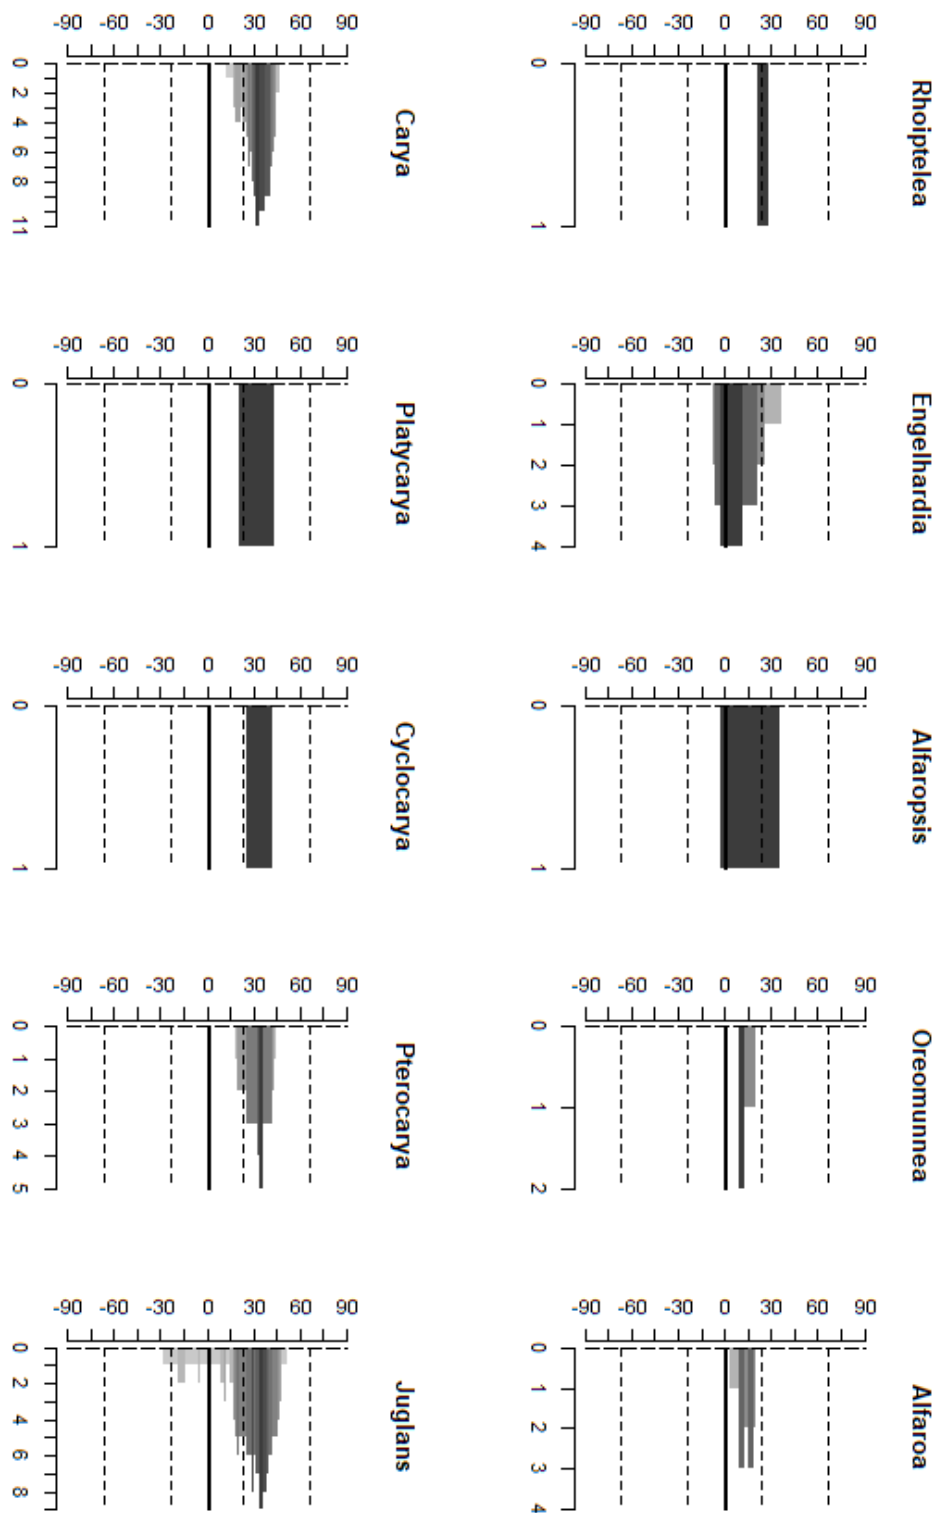 Rhoiptelea
-90 -60 -30 0 30 60 90
0 1
Engelhardia
-90 -60 -30 0 30 60 90
0 1 2 3 4
Alfaropsis
-90 -60 -30 0 30 60 90
0 1
Oreomunnea
-90 -60 -30 0 30 60 90
0 1 2
Alfaroa
-90 -60 -30 0 30 60 90
0 1 2 3 4
Carya
-90 -60 -30 0 30 60 90
0 2 4 6 8 11
Platycarya
-90 -60 -30 0 30 60 90
0 1
Cyclocarya
-90 -60 -30 0 30 60 90
0 1
Pterocarya
-90 -60 -30 0 30 60 90
0 1 2 3 4 5
Juglans
-90 -60 -30 0 30 60 90
0 2 4 6 8